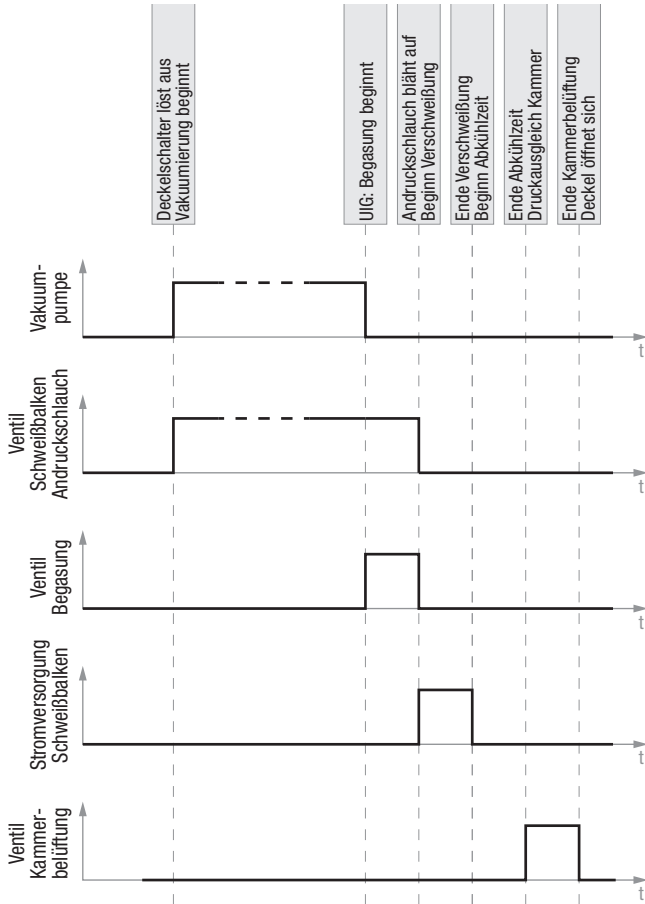 Deckelschalter löst aus
Vakuumierung beginnt
UIG: Begasung beginnt
Andruckschlauch bläht auf
Beginn Verschweißung
Ende Verschweißung
Beginn Abkühlzeit
Ende Abkühlzeit
Druckausgleich Kammer
Ende Kammerbelüftung
Deckel öffnet sich
Vakuum-
pumpe
t
Ventil
Schweißbalken
Andruckschlauch
t
Ventil
Begasung
t
Stromversorgung
Schweißbalken
t
Ventil
Kammer-
belüftung
t